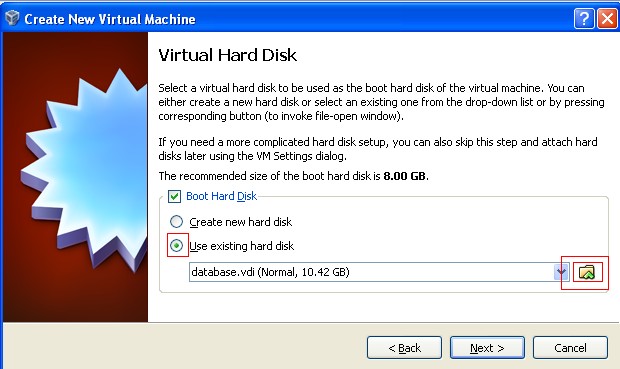 Create New Virtual Machine
Virtual Hard Disk
Select a virtual hard disk to be used as the boot hard disk of the virtual machine. You can
either create a new hard disk or select an existing one from the drop-down list or by pressing
corresponding button (to invoke file-open window).
If you need a more complicated hard disk setup, you can also skip this step and attach hard
disks later using the VM Settings dialog.
The recommended size of the boot hard disk is 8.00 GB.
Boot Hard Disk
Create new hard disk
Use existing hard disk
database.vdi (Normal, 10.42 GB)
< Back Next > Cancel